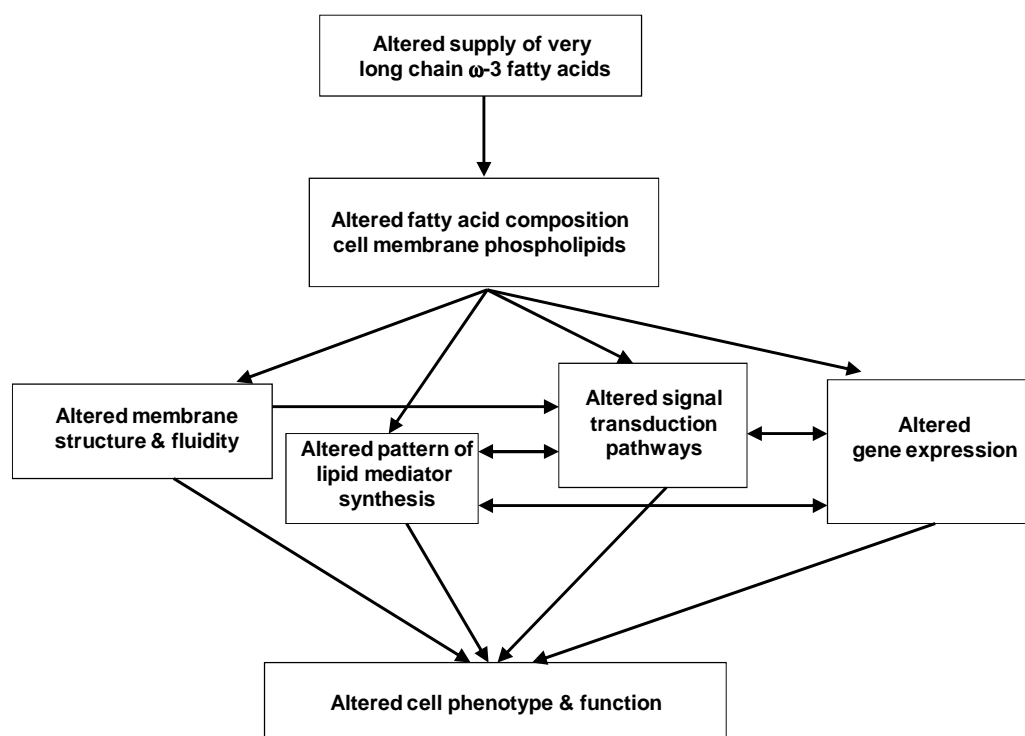 Altered supply of very
long chain ω-3 fatty acids
Altered fatty acid composition
cell membrane phospholipids
Altered membrane
structure & fluidity
Altered pattern of
lipid mediator
synthesis
Altered signal
transduction
pathways
Altered
gene expression
Altered cell phenotype & function